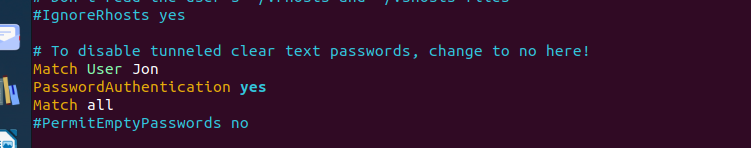 #IgnoreRhosts yes
# To disable tunneled clear text passwords, change to no here!
Match User Jon
PasswordAuthentication yes
Match all
#PermitEmptyPasswords no